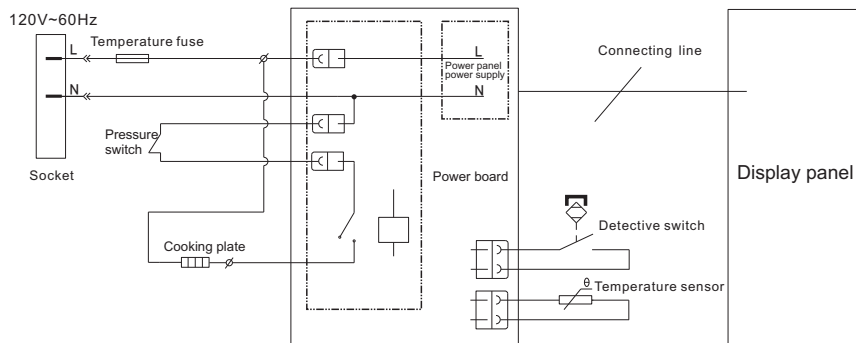 120V~60Hz
L
Temperature fuse
L
Power panel
power supply
N
N
Connecting line
Pressure
switch
Socket
Power board
Display panel
Detective switch
Cooking plate
θ
Temperature sensor